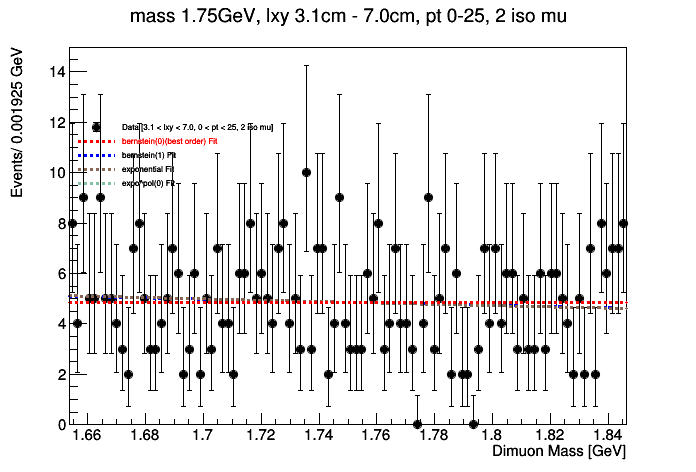 mass 1.75GeV, lxy 3.1cm - 7.0cm, pt 0-25, 2 iso mu
Events/ 0.001925 GeV
14
12
10
8
6
4
2
0
Data [3.1 < lxy < 7.0, 0 < pt < 25, 2 iso mu]
bernstein(0)(best order) Fit
bernstein(1) Fit
exponential Fit
expo*pol(0) Fit
1.66 1.68 1.7 1.72 1.74 1.76 1.78 1.8 1.82 1.84
Dimuon Mass [GeV]